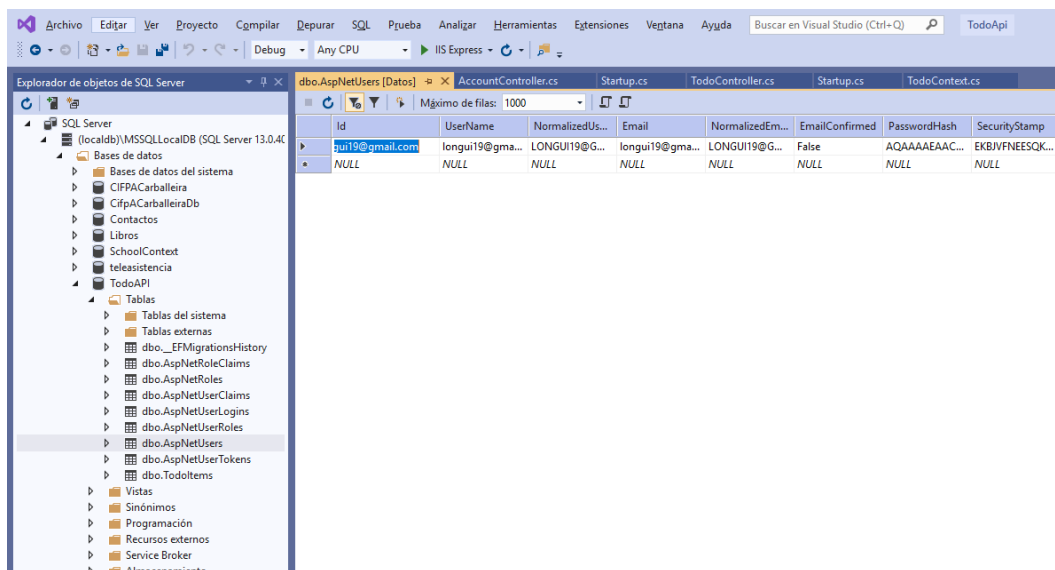 Archivo Editar Ver Proyecto Compilar Depurar SQL Prueba Analizar Herramientas Extensiones Ventana Ayuda Buscar en Visual Studio (Ctrl+Q) TodoApi
Debug Any CPU IIS Express
Explorador de objetos de SQL Server
dbo.AspNetUsers [Datos] AccountController.cs Startup.cs TodoController.cs Startup.cs TodoContext.cs
Máximo de filas: 1000
Id UserName NormalizedUs... Email NormalizedEm... EmailConfirmed PasswordHash SecurityStamp
gui19@gmail.com longui19@gma... LONGUI19@G... longui19@gma... LONGUI19@G... False AQAAAAEAAC... EKBJVFNEESQK...
NULL NULL NULL NULL NULL NULL NULL NULL
SQL Server
(localdb)\MSSQLLocalDB (SQL Server 13.0.40
Bases de datos
Bases de datos del sistema
CIFPACarballeira
CifpACarballeiraDb
Contactos
Libros
SchoolContext
teleasistencia
TodoAPI
Tablas
Tablas del sistema
Tablas externas
dbo.__EFMigrationsHistory
dbo.AspNetRoleClaims
dbo.AspNetRoles
dbo.AspNetUserClaims
dbo.AspNetUserLogins
dbo.AspNetUserRoles
dbo.AspNetUsers
dbo.AspNetUserTokens
dbo.TodoItems
Vistas
Sinónimos
Programación
Recursos externos
Service Broker